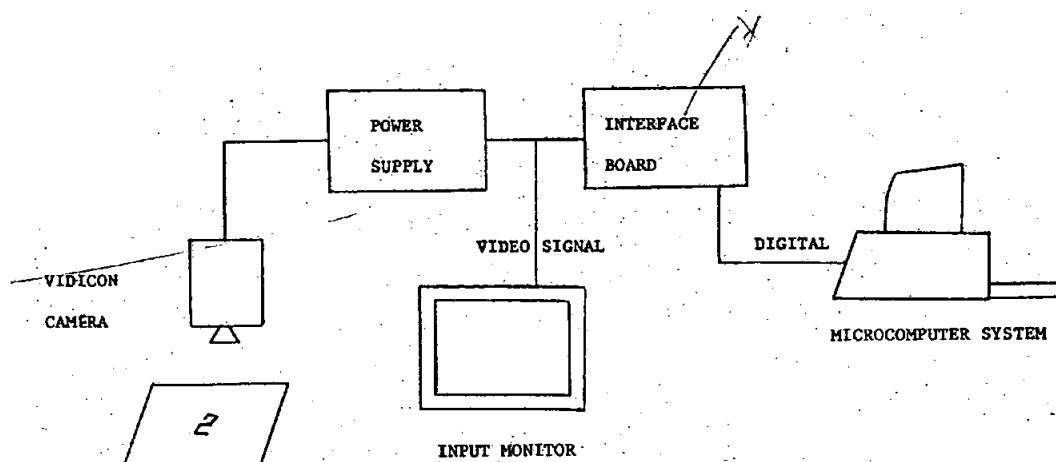 POWER
SUPPLY
INTERFACE
BOARD
VIDEO SIGNAL
DIGITAL
VIDICON
CAMERA
MICROCOMPUTER SYSTEM
2
INPUT MONITOR